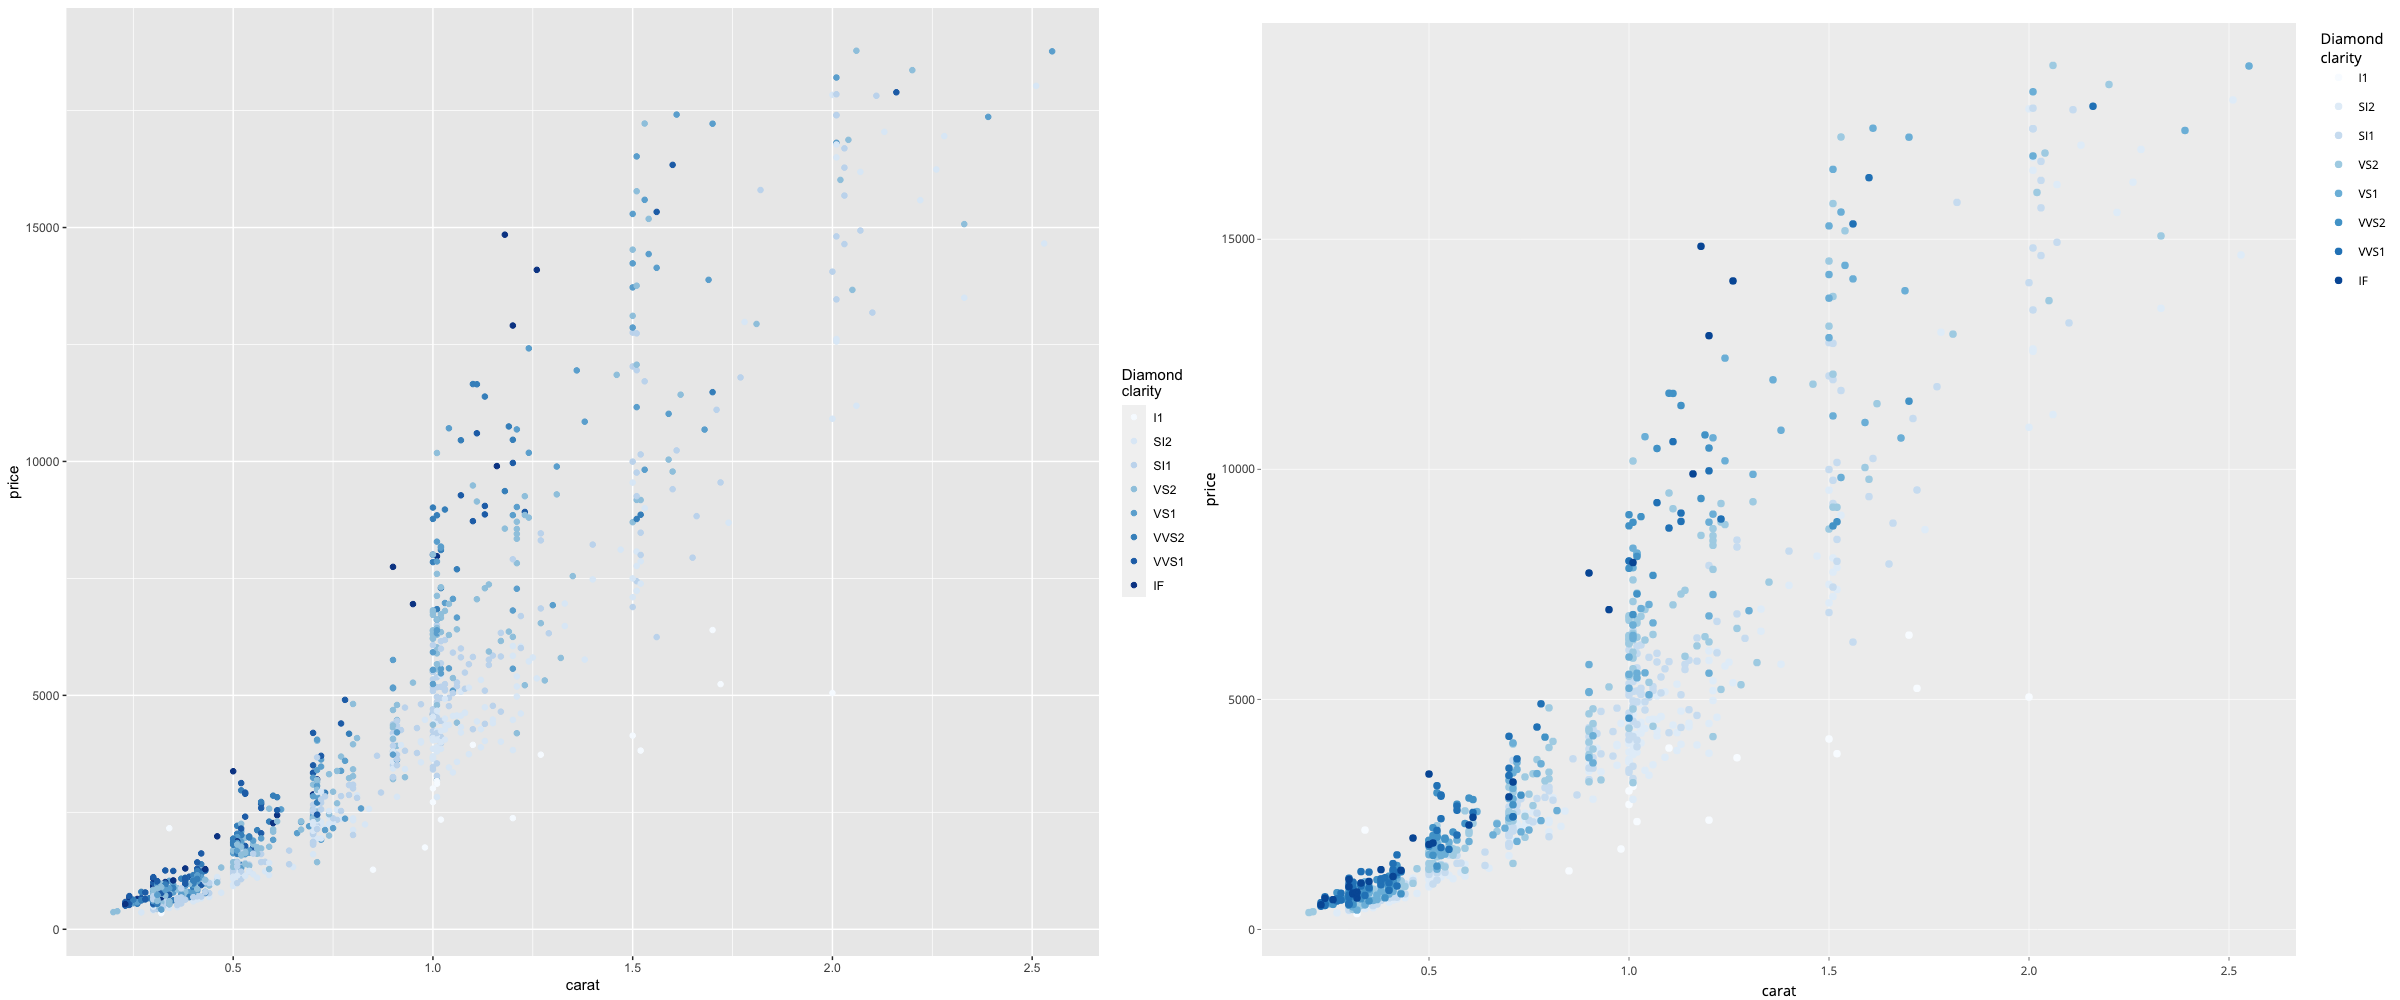 15000
10000
5000
0
price
0.5
1.0
1.5
2.0
2.5
carat
Diamond
clarity
I1
SI2
SI1
VS2
VS1
VVS2
VVS1
IF
15000
10000
5000
0
price
0.5
1.0
1.5
2.0
2.5
carat
Diamond
clarity
I1
SI2
SI1
VS2
VS1
VVS2
VVS1
IF